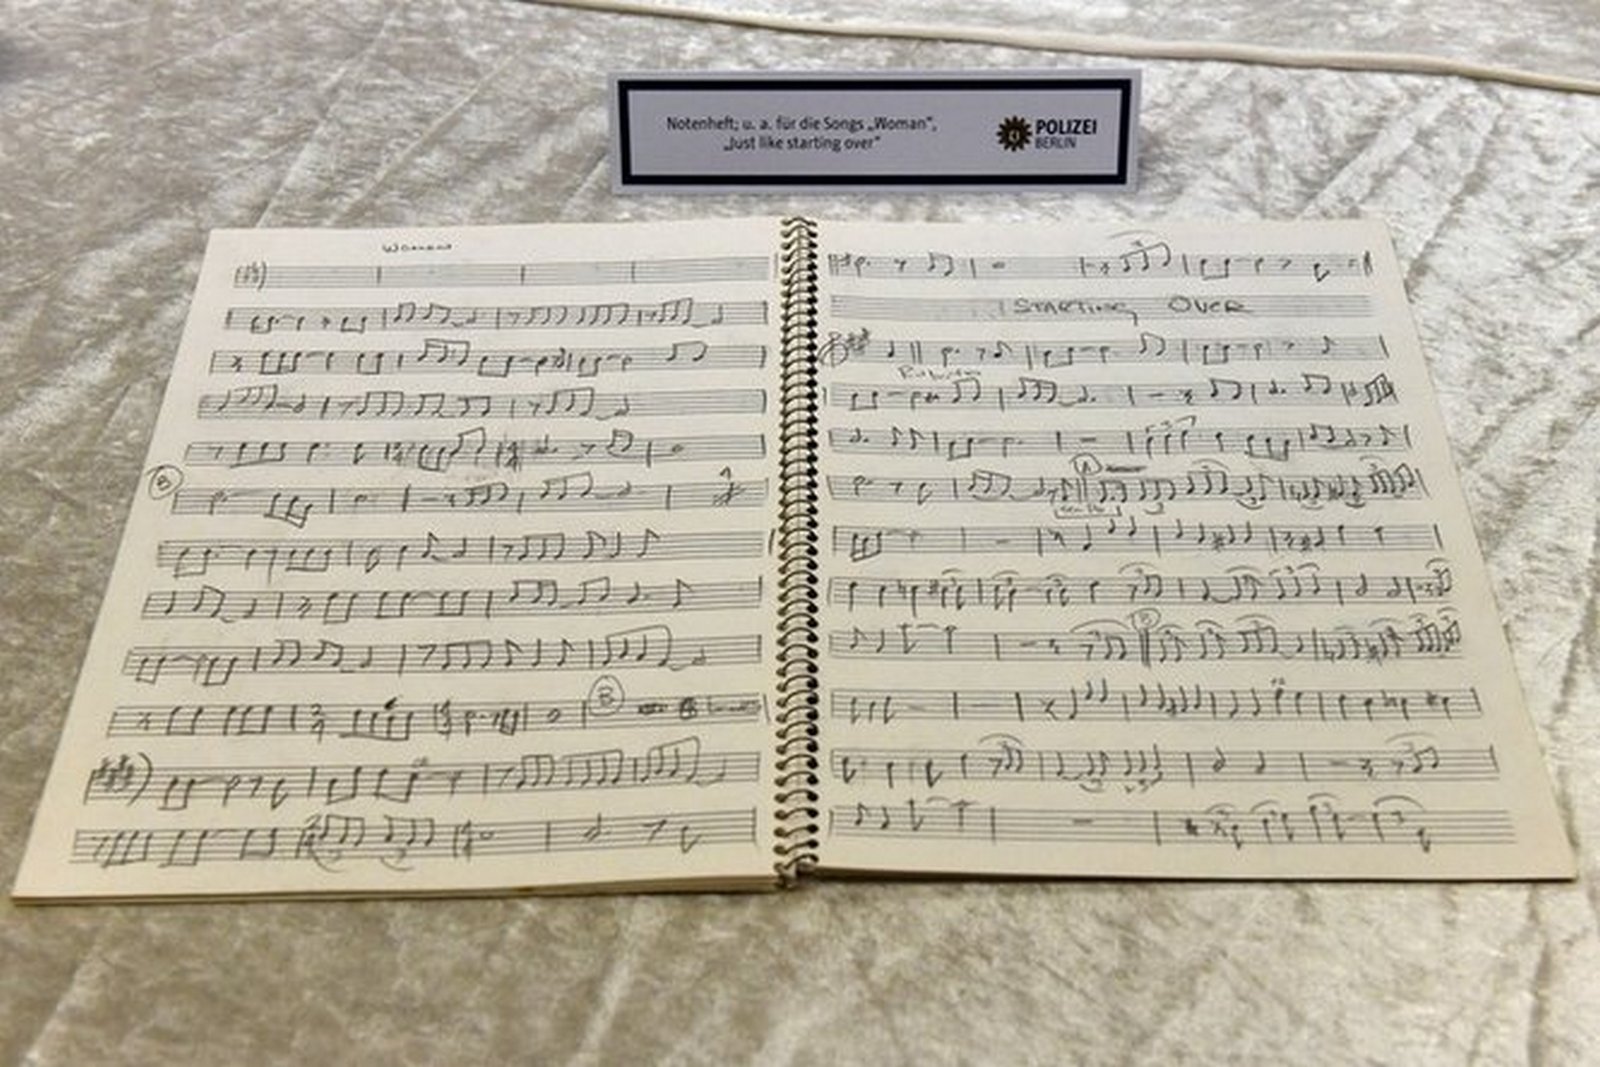 Notenheft; u. a. für die Songs „Woman“,
„Just like starting over“
POLIZEI
BERLIN
Woman
STARTING OVER
B
A
B
B